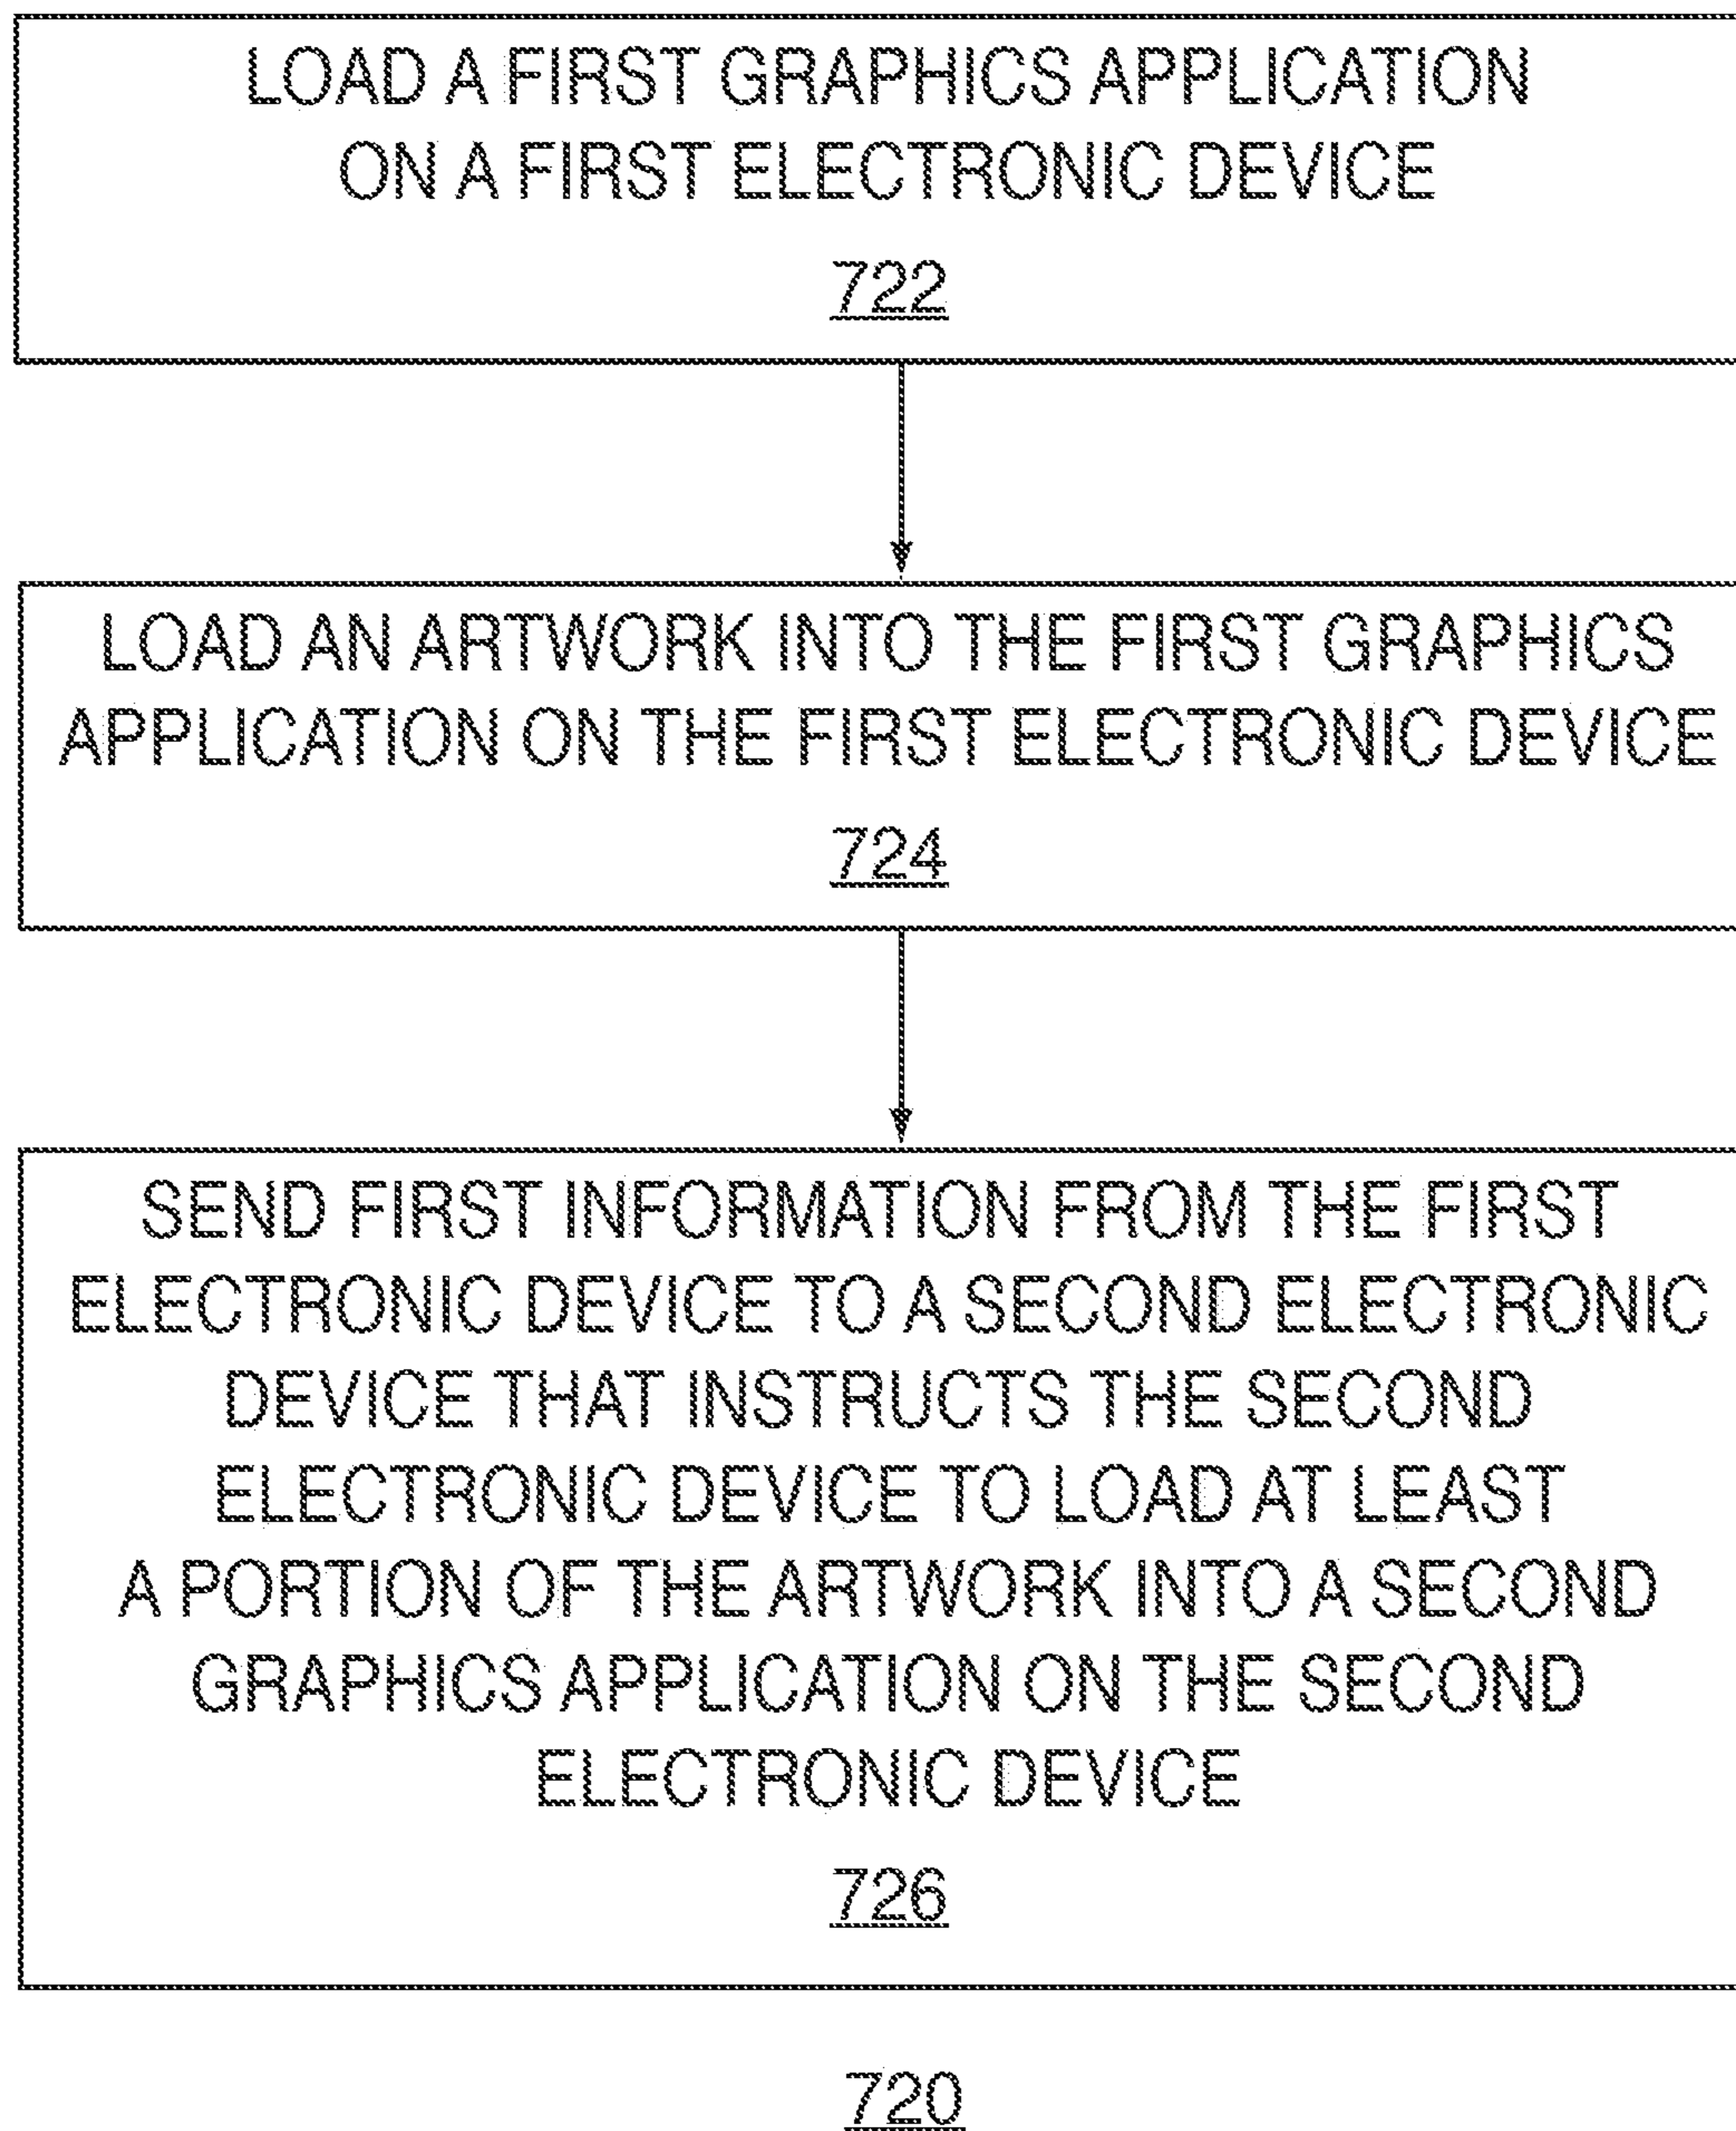 LOAD A FIRST GRAPHICS APPLICATION
ON A FIRST ELECTRONIC DEVICE
722
LOAD AN ARTWORK INTO THE FIRST GRAPHICS
APPLICATION ON THE FIRST ELECTRONIC DEVICE
724
SEND FIRST INFORMATION FROM THE FIRST
ELECTRONIC DEVICE TO A SECOND ELECTRONIC
DEVICE THAT INSTRUCTS THE SECOND
ELECTRONIC DEVICE TO LOAD AT LEAST
A PORTION OF THE ARTWORK INTO A SECOND
GRAPHICS APPLICATION ON THE SECOND
ELECTRONIC DEVICE
726
720